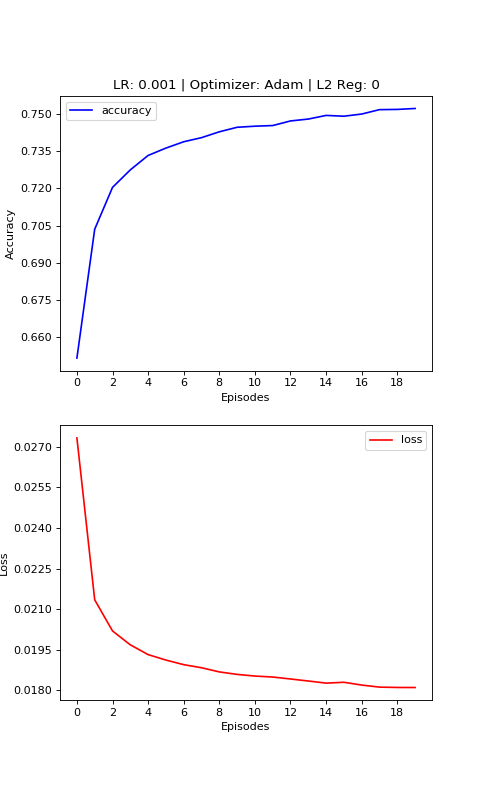 LR: 0.001 | Optimizer: Adam | L2 Reg: 0
accuracy
0.750
0.735
0.720
0.705
0.690
0.675
0.660
Accuracy
0 2 4 6 8 10 12 14 16 18
Episodes
loss
0.0270
0.0255
0.0240
0.0225
0.0210
0.0195
0.0180
Loss
0 2 4 6 8 10 12 14 16 18
Episodes